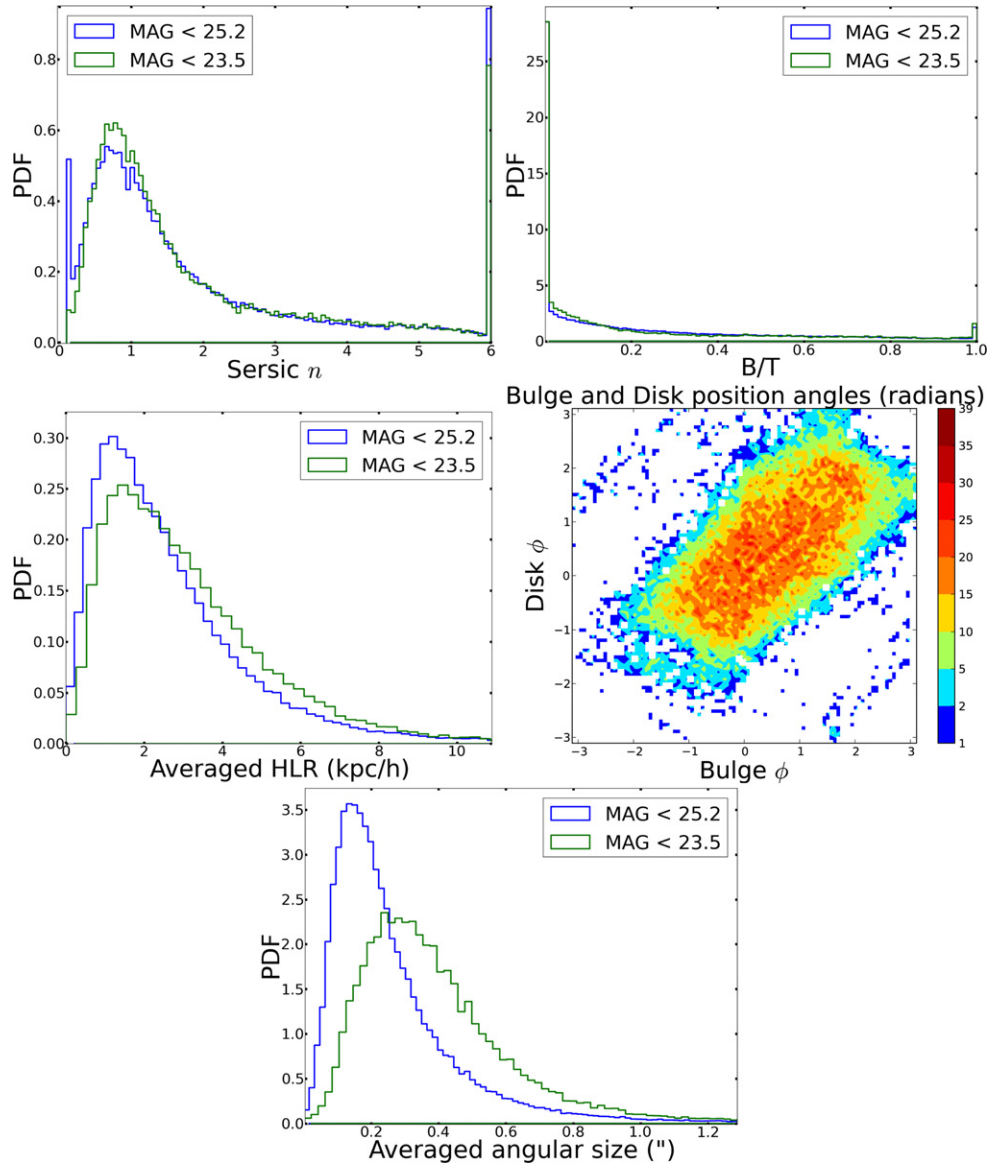 MAG < 25.2
MAG < 23.5
PDF
0.8
0.6
0.4
0.2
0.0
0 1 2 3 4 5 6
Sersic n
MAG < 25.2
MAG < 23.5
PDF
25
20
15
10
5
0
0.2 0.4 0.6 0.8 1.0
B/T
MAG < 25.2
MAG < 23.5
PDF
0.30
0.25
0.20
0.15
0.10
0.05
0.00
0 2 4 6 8 10
Averaged HLR (kpc/h)
Bulge and Disk position angles (radians)
Disk ϕ
3
2
1
0
−1
−2
−3
−3 −2 −1 0 1 2 3
Bulge ϕ
39
35
30
25
20
15
10
5
2
1
MAG < 25.2
MAG < 23.5
PDF
3.5
3.0
2.5
2.0
1.5
1.0
0.5
0.0
0.2 0.4 0.6 0.8 1.0 1.2
Averaged angular size (")